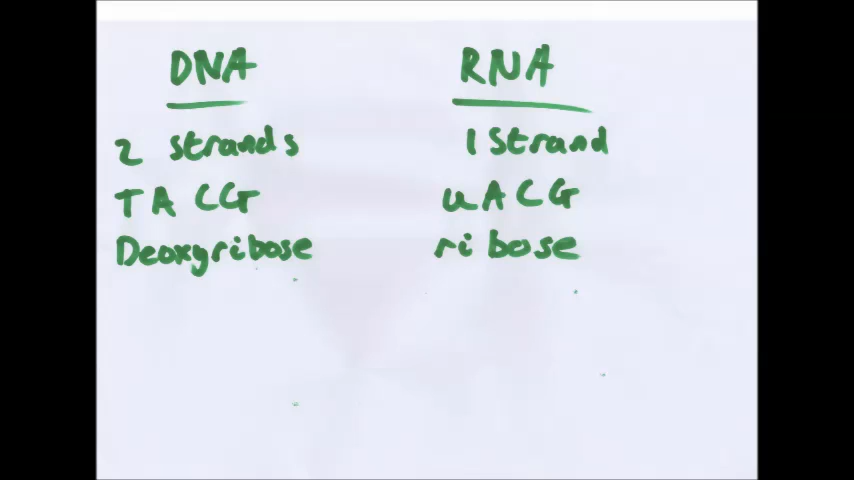 DNA RNA
2 strands 1 Strand
TACG uACG
Deoxyribose ribose